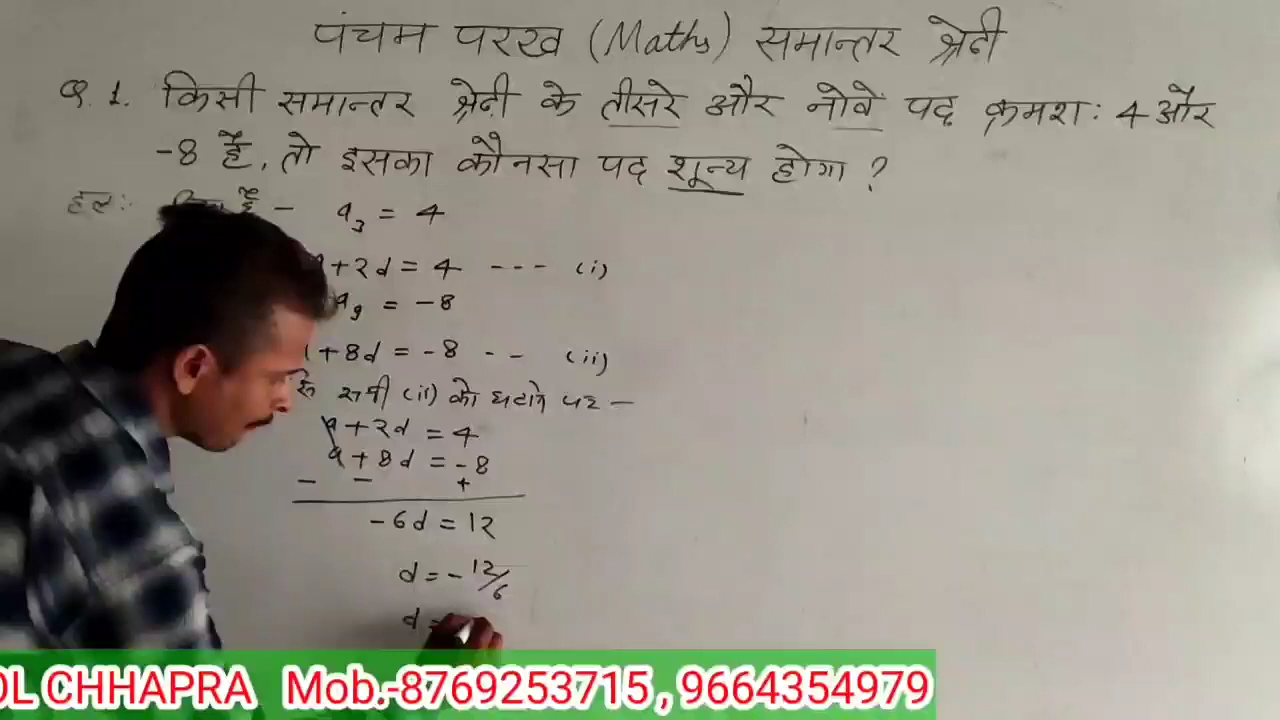 पंचम परख (Maths) समान्तर श्रेढी
Q. 1. किसी समान्तर श्रेढी के तीसरे और नोवें पद क्रमश: 4 और
-8 है, तो इसका कौनसा पद शून्य होगा ?
हल: है - a₃ = 4
+ 2d = 4 --- (i)
a₉ = -8
+ 8d = -8 -- (ii)
(ii) को घटाने पर -
a + 2d = 4
a + 8d = -8
- - +
-6d = 12
d = -12/6
d =
OL CHHAPRA Mob.-8769253715 , 9664354979